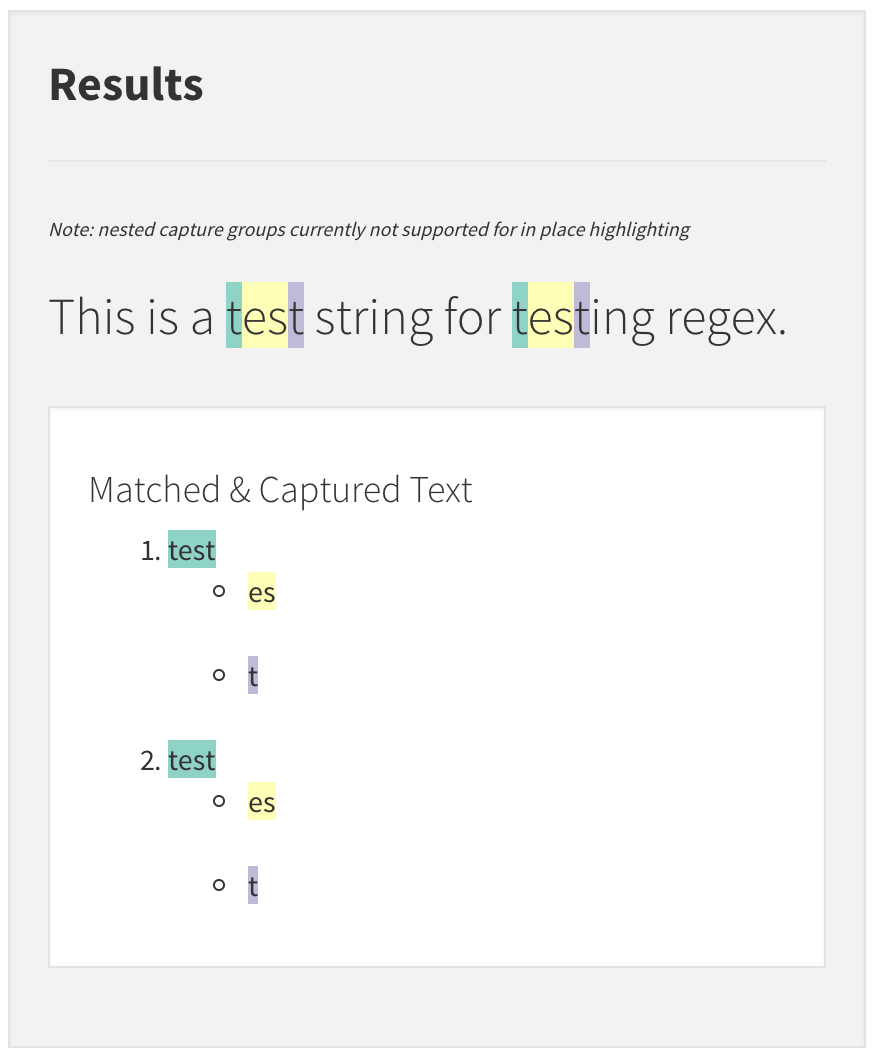 Results
Note: nested capture groups currently not supported for in place highlighting
This is a test string for testing regex.
Matched & Captured Text
1. test
es
t
2. test
es
t